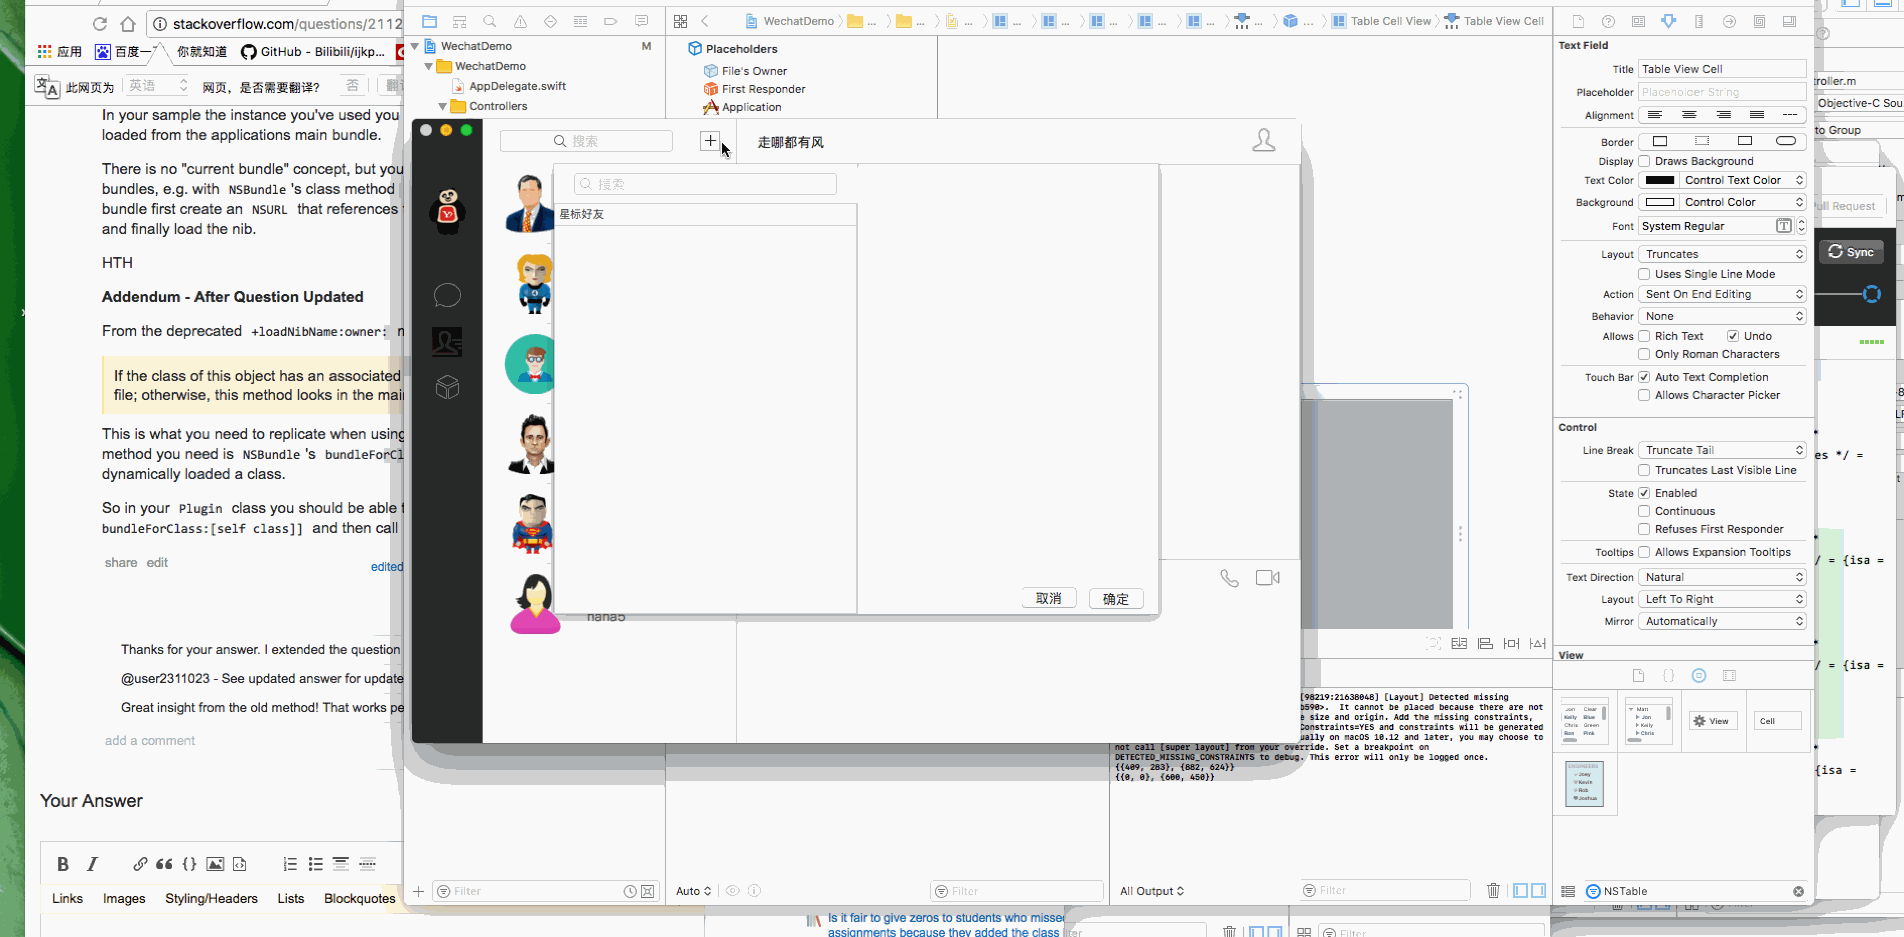 stackoverflow.com/questions/2112
应用
百度一
你就知道
GitHub - Bilibili/ijkp...
此网页为
英语
网页，是否需要翻译？
否
翻
In your sample the instance you've used you
loaded from the applications main bundle.
There is no "current bundle" concept, but you
bundles, e.g. with NSBundle 's class method
bundle first create an NSURL that references
and finally load the nib.
HTH
Addendum - After Question Updated
From the deprecated +loadNibName:owner:
If the class of this object has an associated
file; otherwise, this method looks in the mai
This is what you need to replicate when using
method you need is NSBundle 's bundleForCl
dynamically loaded a class.
So in your Plugin class you should be able t
bundleForClass:[self class]] and then call
share edit
edited
Thanks for your answer. I extended the question
@user2311023 - See updated answer for update
Great insight from the old method! That works pe
add a comment
Your Answer
B I
Links Images Styling/Headers Lists Blockquotes
WechatDemo M
WechatDemo
AppDelegate.swift
Controllers
Filter
WechatDemo ... ... ... ... ... ... ... ... ... ... Table Cell View Table View Cell
Placeholders
File's Owner
First Responder
Application
搜索
走哪都有风
搜索
星标好友
取消
确定
nana5
[98219:21638048] [Layout] Detected missing
b590>. It cannot be placed because there are not
e size and origin. Add the missing constraints,
Constraints=YES and constraints will be generated
ually on macOS 10.12 and later, you may choose to
not call [super layout] from your override. Set a breakpoint on
DETECTED_MISSING_CONSTRAINTS to debug. This error will only be logged once.
{{409, 283}, {882, 624}}
{{0, 0}, {600, 450}}
Auto
Filter
All Output
Filter
Is it fair to give zeros to students who misse
assignments because they added the class
Filter
Text Field
Title Table View Cell
Placeholder Placeholder String
Alignment
Border
Display Draws Background
Text Color Control Text Color
Background Control Color
Font System Regular T
Layout Truncates
Uses Single Line Mode
Action Sent On End Editing
Behavior None
Allows Rich Text Undo
Only Roman Characters
Touch Bar Auto Text Completion
Allows Character Picker
Control
Line Break Truncate Tail
Truncates Last Visible Line
State Enabled
Continuous
Refuses First Responder
Tooltips Allows Expansion Tooltips
Text Direction Natural
Layout Left To Right
Mirror Automatically
View
View
Cell
NSTable
roller.m
Objective-C Sou
to Group
ull Request
Sync
es */ =
/ = {isa =
/ = {isa =
{isa =